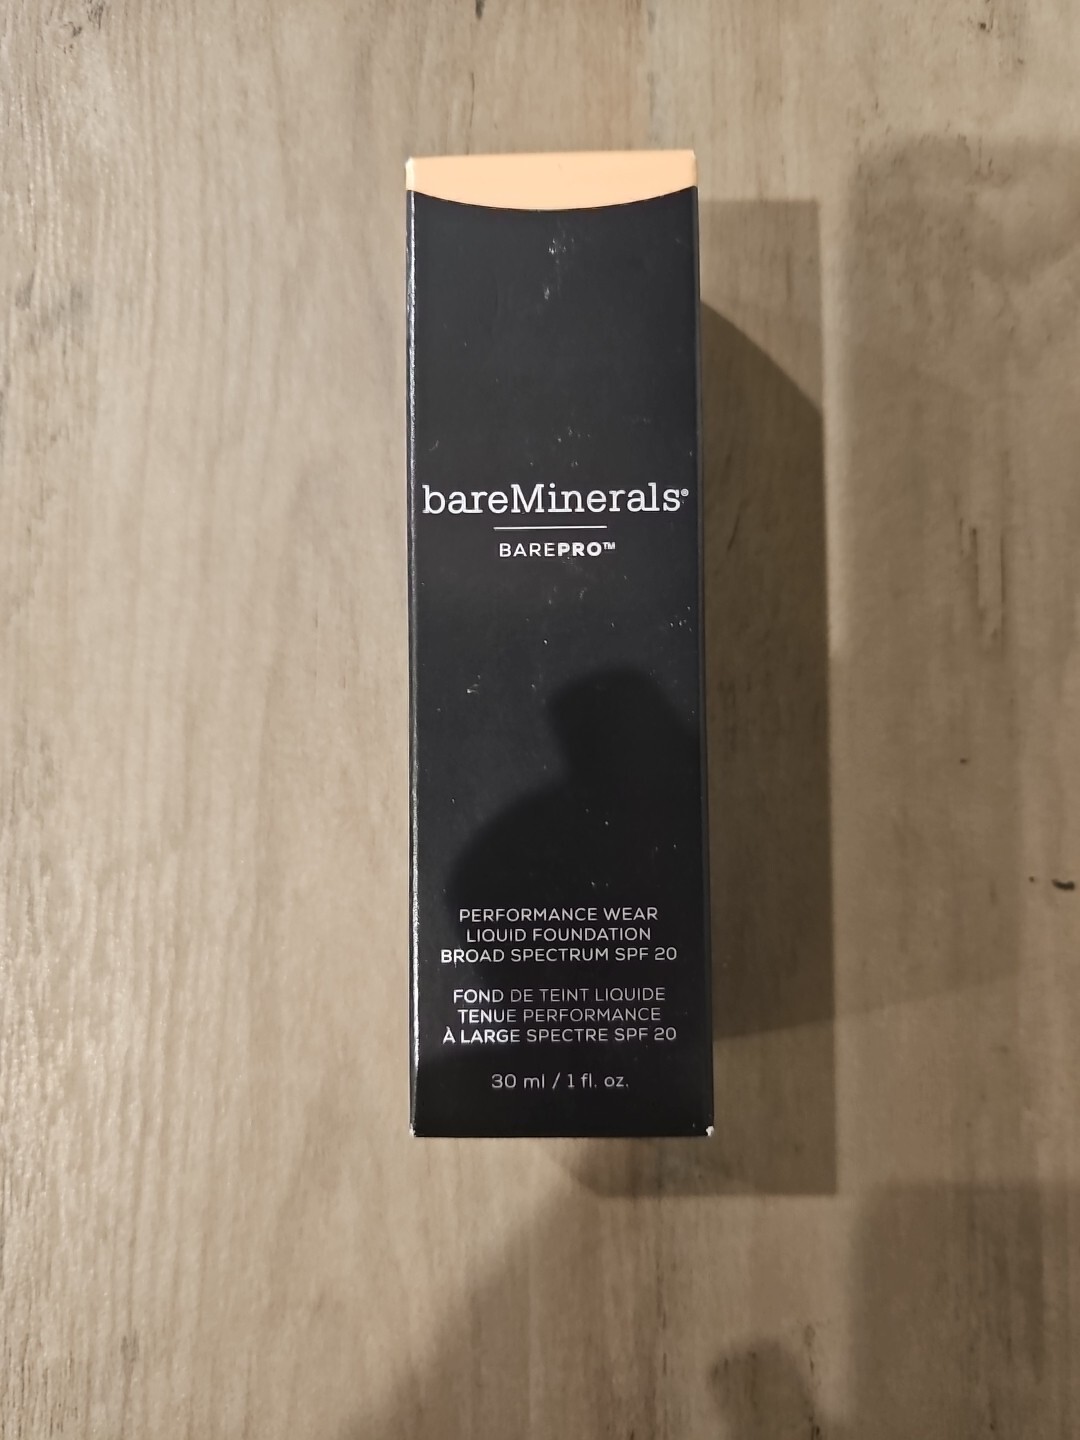 bareMinerals®
BAREPRO™
PERFORMANCE WEAR
LIQUID FOUNDATION
BROAD SPECTRUM SPF 20
FOND DE TEINT LIQUIDE
TENUE PERFORMANCE
À LARGE SPECTRE SPF 20
30 ml / 1 fl. oz.